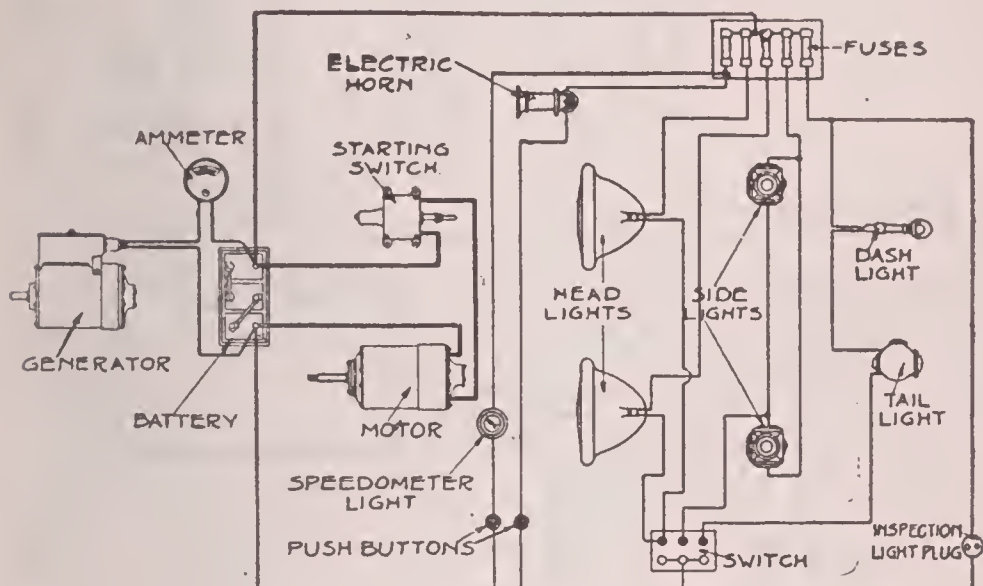 FUSES
ELECTRIC
HORN
AMMETER
STARTING
SWITCH
DASH
LIGHT
HEAD
LIGHTS
SIDE
LIGHTS
GENERATOR
BATTERY
MOTOR
TAIL
LIGHT
SPEEDOMETER
LIGHT
PUSH BUTTONS
SWITCH
INSPECTION
LIGHT PLUG